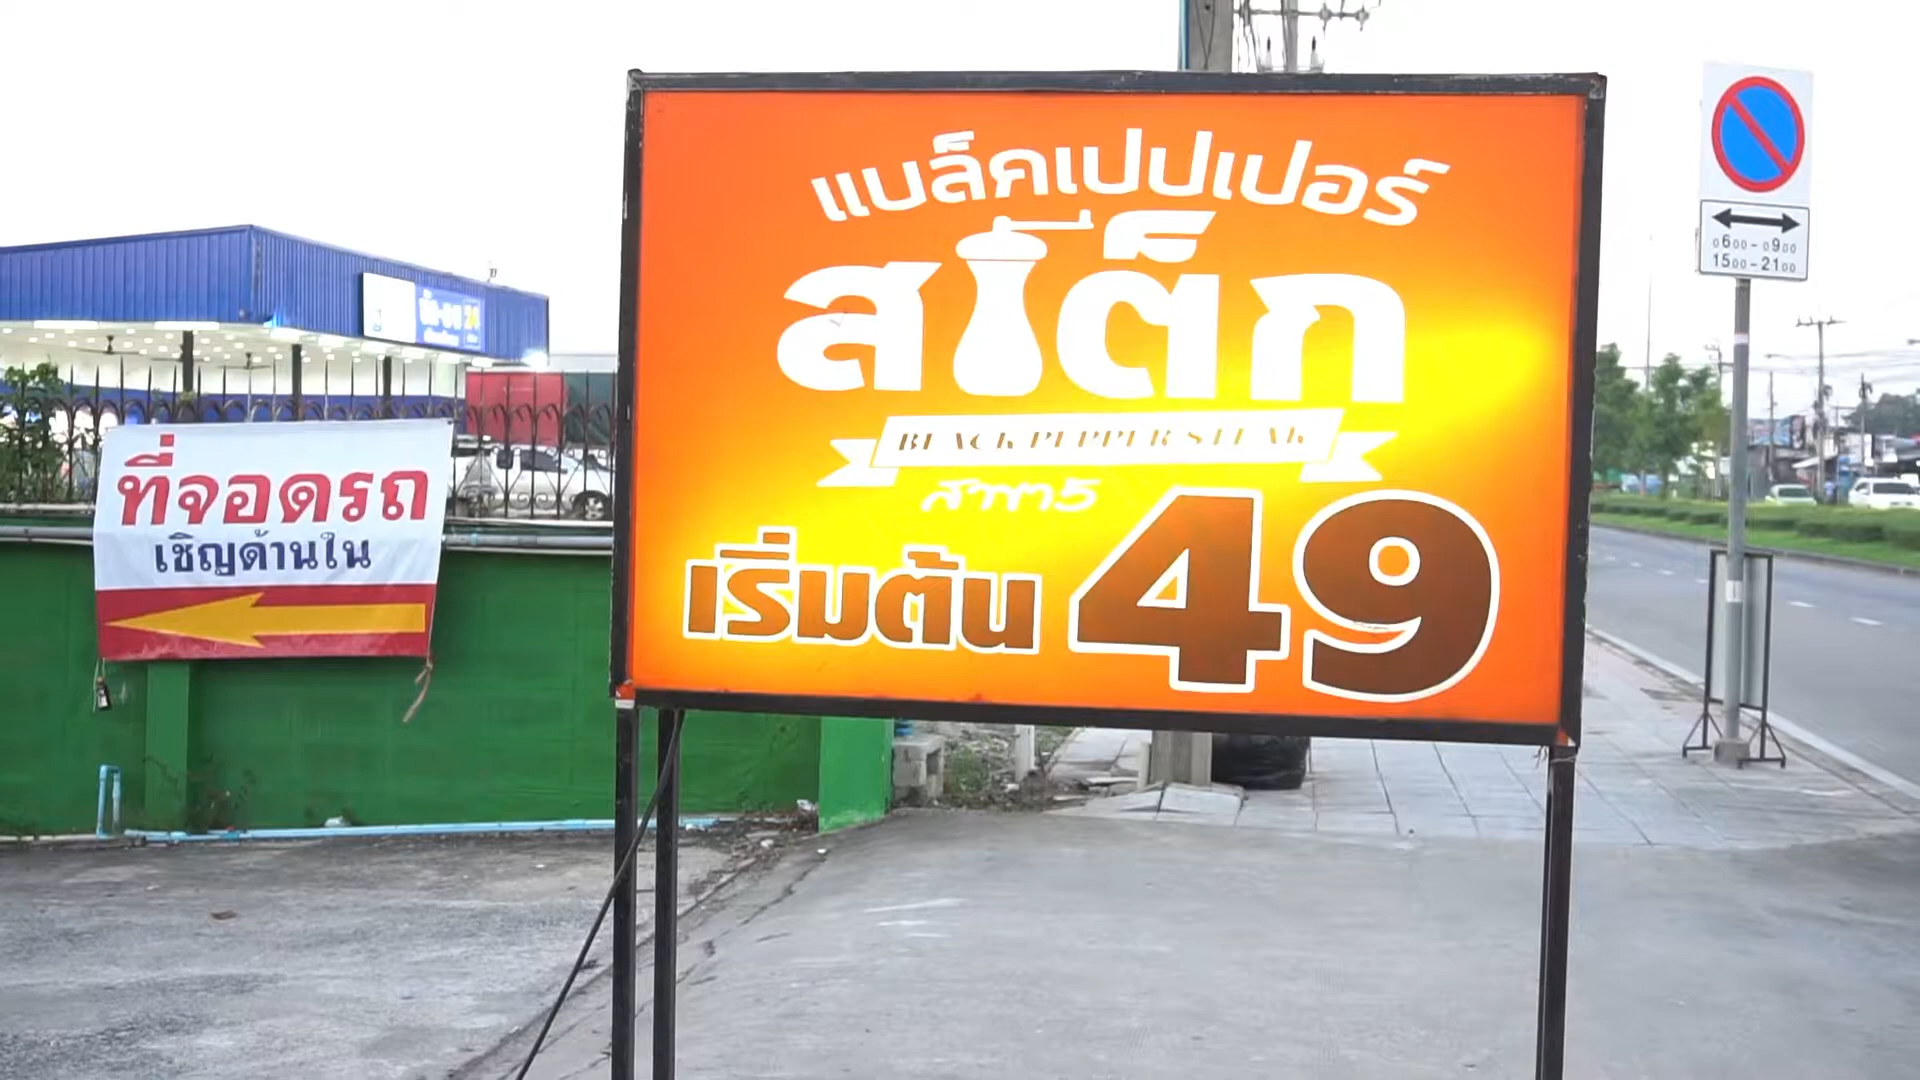 แบล็คเปปเปอร์
สเต็ก
BLACK PEPPER STEAK
สาขา5
เริ่มต้น 49
ที่จอดรถ
เชิญด้านใน
0600-0900
1500-2100